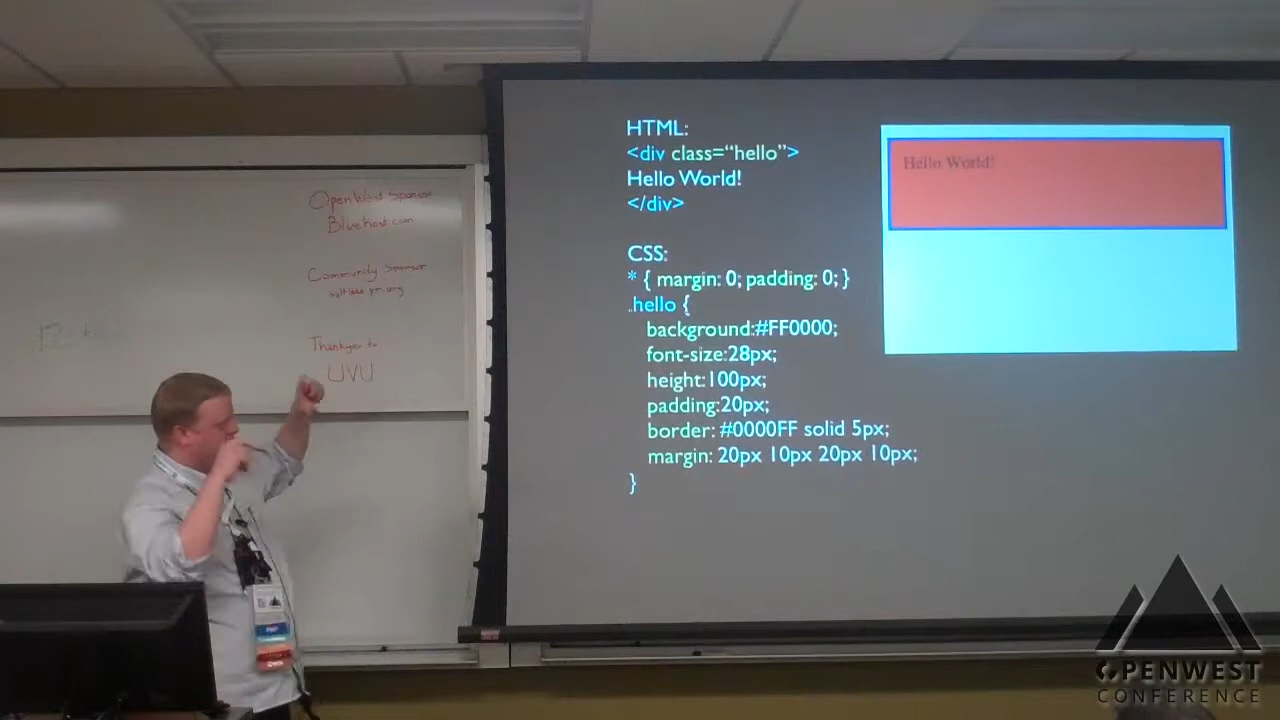 OpenWest Sponsor
Bluehost.com
Community Sponsor
Thankyou to
UVU
HTML:
<div class=“hello”>
Hello World!
</div>
CSS:
* { margin: 0; padding: 0; }
.hello {
background:#FF0000;
font-size:28px;
height:100px;
padding:20px;
border: #0000FF solid 5px;
margin: 20px 10px 20px 10px;
}
Hello World!
OPENWEST
CONFERENCE